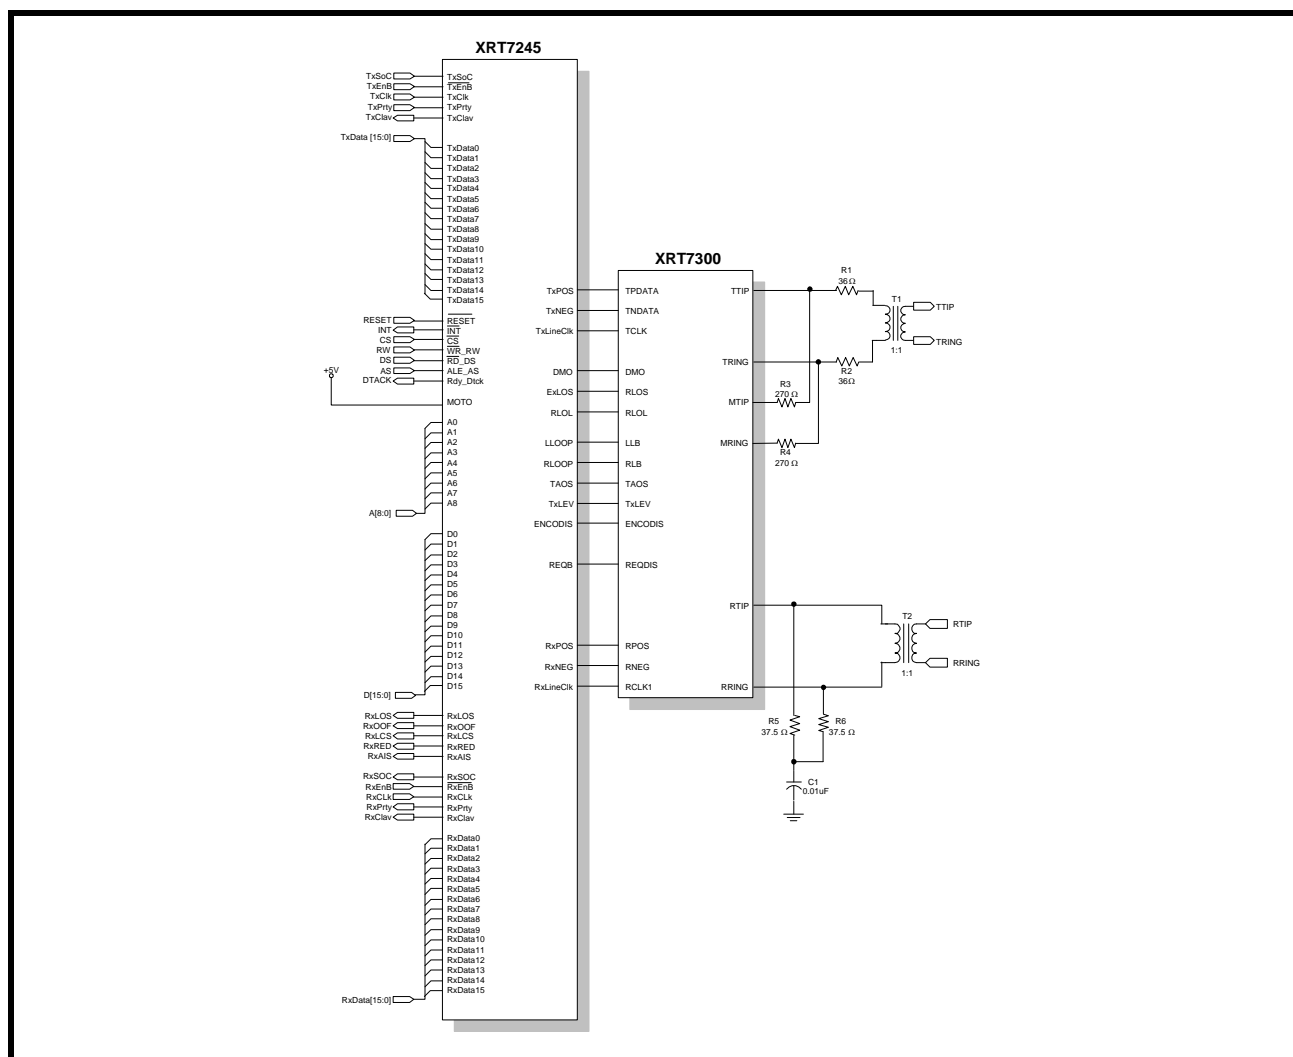 XRT7245
TxSoC TxSoC
TxEnB TxEnB
TxClk TxClk
TxPrty TxPrty
TxClav TxClav
TxData [15:0]
TxData0
TxData1
TxData2
TxData3
TxData4
TxData5
TxData6
TxData7
TxData8
TxData9
TxData10
TxData11
TxData12
TxData13
TxData14
TxData15
RESET RESET
INT INT
CS CS
RW WR_RW
DS RD_DS
AS ALE_AS
DTACK Rdy_Dtck
+5V
MOTO
A0
A1
A2
A3
A4
A5
A6
A7
A8
A[8:0]
D0
D1
D2
D3
D4
D5
D6
D7
D8
D9
D10
D11
D12
D13
D14
D15
D[15:0]
RxLOS RxLOS
RxOOF RxOOF
RxLCS RxLCS
RxRED RxRED
RxAIS RxAIS
RxSOC RxSOC
RxEnB RxEnB
RxCLk RxCLk
RxPrty RxPrty
RxClav RxClav
RxData0
RxData1
RxData2
RxData3
RxData4
RxData5
RxData6
RxData7
RxData8
RxData9
RxData10
RxData11
RxData12
RxData13
RxData14
RxData15
RxData[15:0]
XRT7300
TxPOS TPDATA
TxNEG TNDATA
TxLineClk TCLK
DMO DMO
ExLOS RLOS
RLOL RLOL
LLOOP LLB
RLOOP RLB
TAOS TAOS
TxLEV TxLEV
ENCODIS ENCODIS
REQB REQDIS
RxPOS RPOS
RxNEG RNEG
RxLineClk RCLK1
TTIP
TRING
MTIP
MRING
RTIP
RRING
R1
36Ω
T1
1:1
TTIP
TRING
R2
36Ω
R3
270 Ω
R4
270 Ω
T2
1:1
RTIP
RRING
R5
37.5 Ω
R6
37.5 Ω
C1
0.01uF